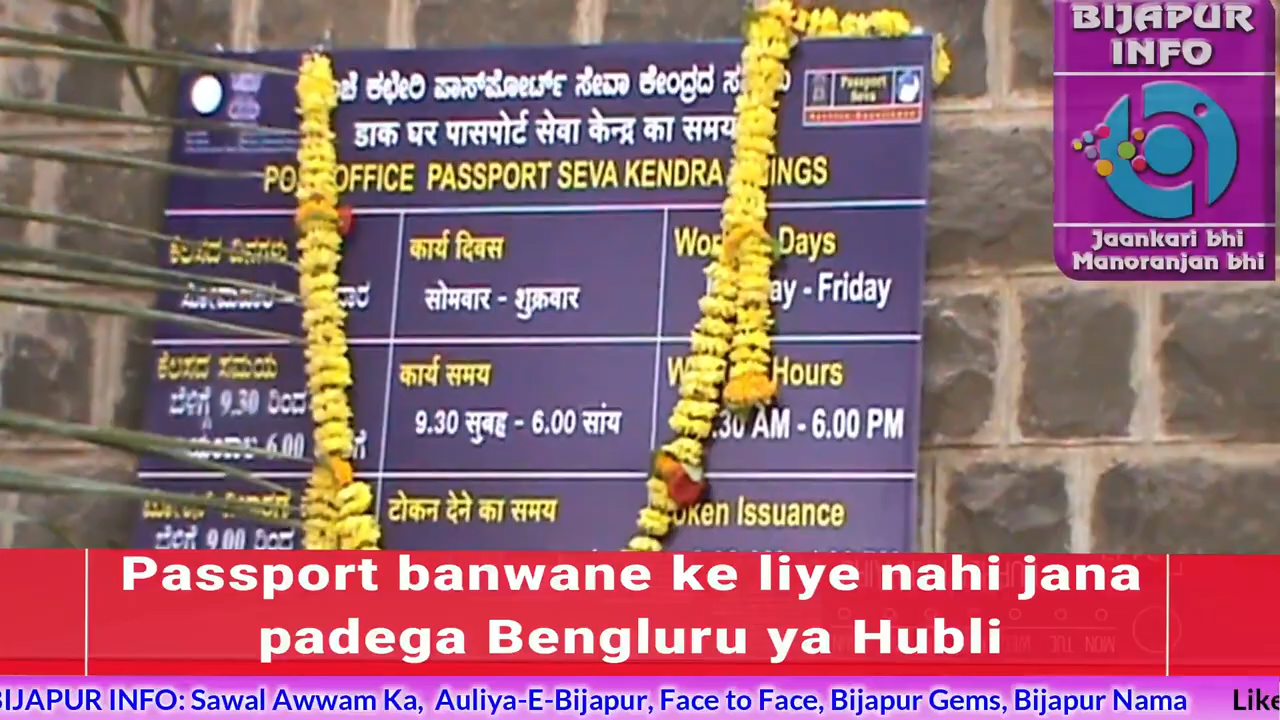 BIJAPUR
INFO
Jaankari bhi
Manoranjan bhi
ಕಛೇರಿ ಪಾಸ್‌ಪೋರ್ಟ್ ಸೇವಾ ಕೇಂದ್ರದ
Passport
Seva
डाक घर पासपोर्ट सेवा केन्द्र का समय
OFFICE PASSPORT SEVA KENDRA
ಕೆಲಸದ ದಿನಗಳು
कार्य दिवस
Days
सोमवार - शुक्रवार
- Friday
ಕೆಲಸದ ಸಮಯ
कार्य समय
Hours
ಬೆಳಿಗ್ಗೆ 9.30 ರಿಂದ
9.30 सुबह - 6.00 सांय
AM - 6.00 PM
6.00
टोकन देने का समय
Issuance
ಬೆಳಿಗ್ಗೆ 9.00 ರಿಂದ
Passport banwane ke liye nahi jana
padega Bengluru ya Hubli
BIJAPUR INFO: Sawal Awwam Ka, Auliya-E-Bijapur, Face to Face, Bijapur Gems, Bijapur Nama Like